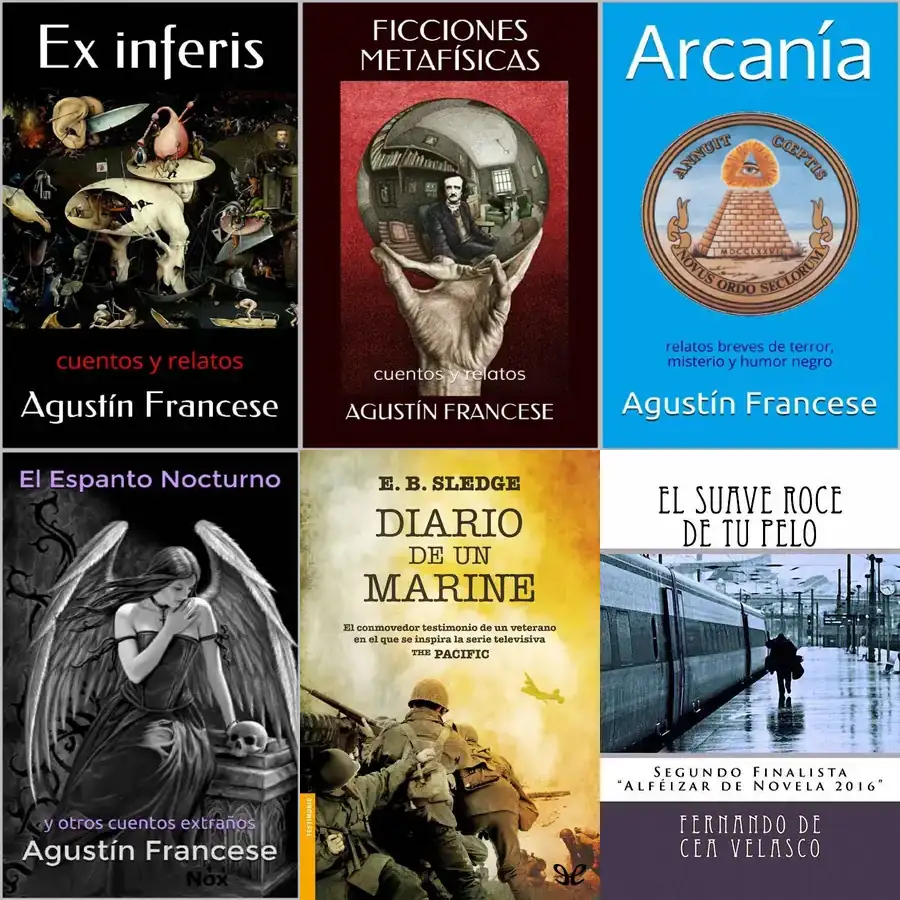 Ex inferis
cuentos y relatos
Agustín Francese
FICCIONES
METAFÍSICAS
cuentos y relatos
AGUSTÍN FRANCESE
Arcanía
ANNUIT CŒPTIS
MDCCLXXVI
NOVUS ORDO SECLORUM
relatos breves de terror,
misterio y humor negro
Agustín Francese
El Espanto Nocturno
y otros cuentos extraños
Agustín Francese
Nox
E. B. SLEDGE
DIARIO
DE UN
MARINE
El conmovedor testimonio de un veterano
en el que se inspira la serie televisiva
THE PACIFIC
TESTIMONIO
EL SUAVE ROCE
DE TU PELO
SEGUNDO FINALISTA
"ALFÉIZAR DE NOVELA 2016"
FERNANDO DE
CEA VELASCO